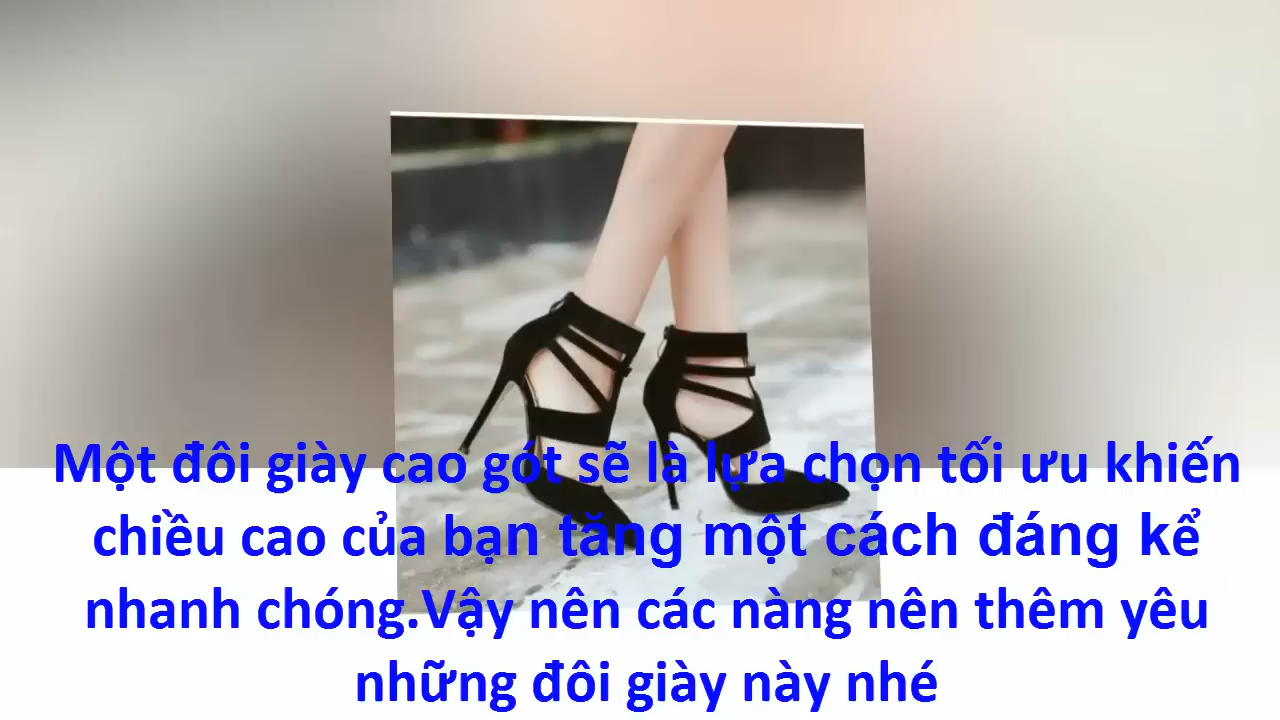 Một đôi giày cao gót sẽ là lựa chọn tối ưu khiến
chiều cao của bạn tăng một cách đáng kể
nhanh chóng.Vậy nên các nàng nên thêm yêu
những đôi giày này nhé